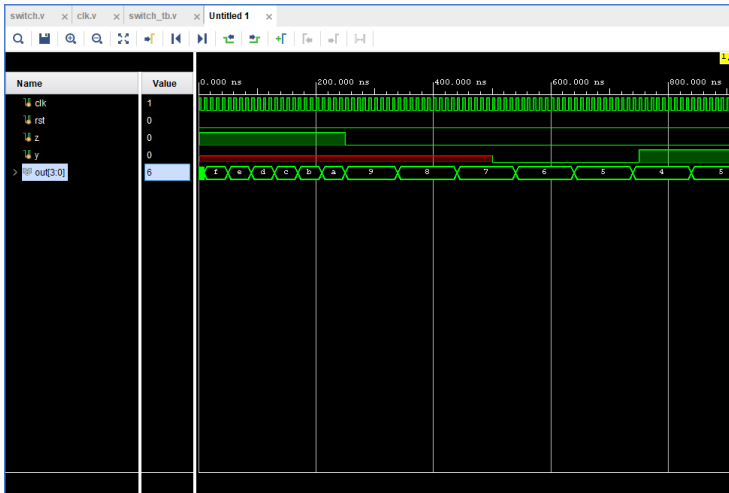 switch.v × clk.v × switch_tb.v × Untitled 1 ×
Name Value
0.000 ns 200.000 ns 400.000 ns 600.000 ns 800.000 ns
clk 1
rst 0
z 0
y 0
out[3:0] 6 f e d c b a 9 8 7 6 5 4 5